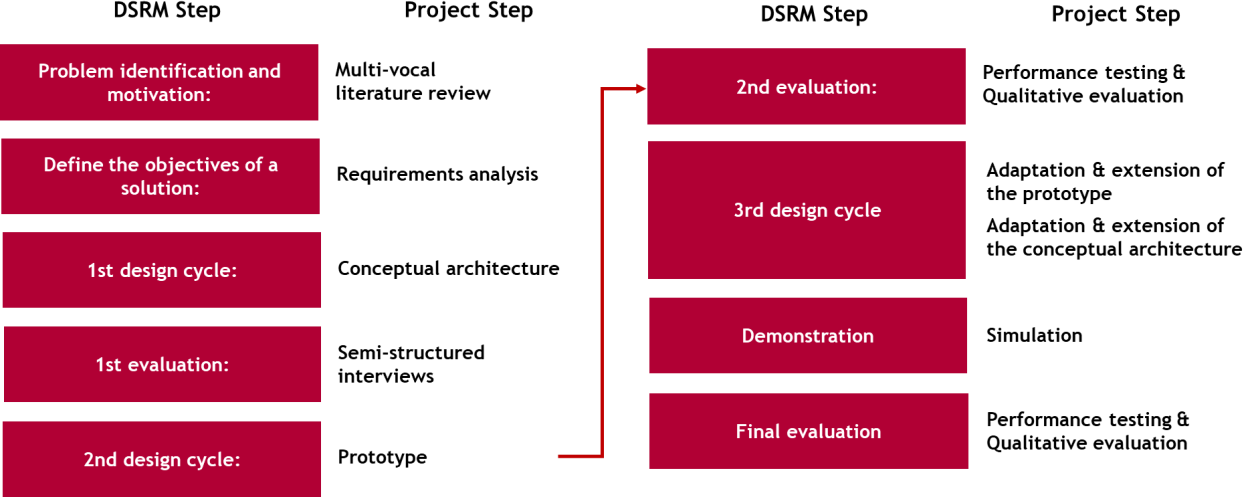 DSRM Step
Project Step
Problem identification and
motivation:
Multi-vocal
literature review
Define the objectives of a
solution:
Requirements analysis
1st design cycle:
Conceptual architecture
1st evaluation:
Semi-structured
interviews
2nd design cycle:
Prototype
DSRM Step
Project Step
2nd evaluation:
Performance testing &
Qualitative evaluation
3rd design cycle
Adaptation & extension of
the prototype
Adaptation & extension of
the conceptual architecture
Demonstration
Simulation
Final evaluation
Performance testing &
Qualitative evaluation